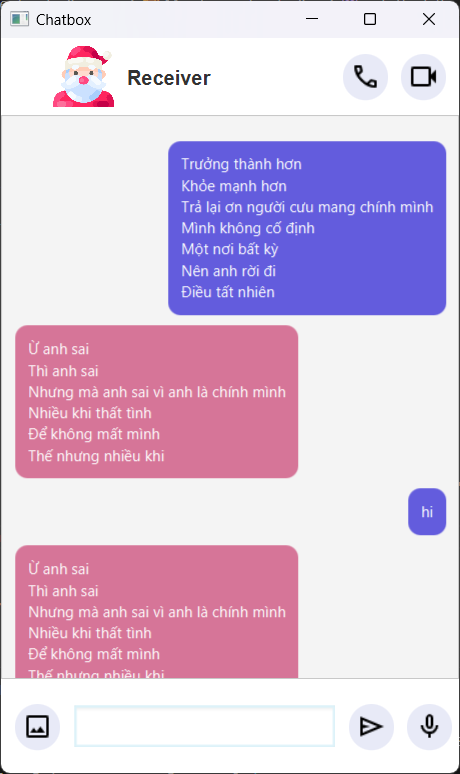 Chatbox
Receiver
Trưởng thành hơn
Khỏe mạnh hơn
Trả lại ơn người cưu mang chính mình
Mình không cố định
Một nơi bất kỳ
Nên anh rời đi
Điều tất nhiên
Ừ anh sai
Thì anh sai
Nhưng mà anh sai vì anh là chính mình
Nhiều khi thất tình
Để không mất mình
Thế nhưng nhiều khi
hi
Ừ anh sai
Thì anh sai
Nhưng mà anh sai vì anh là chính mình
Nhiều khi thất tình
Để không mất mình
Thế nhưng nhiều khi